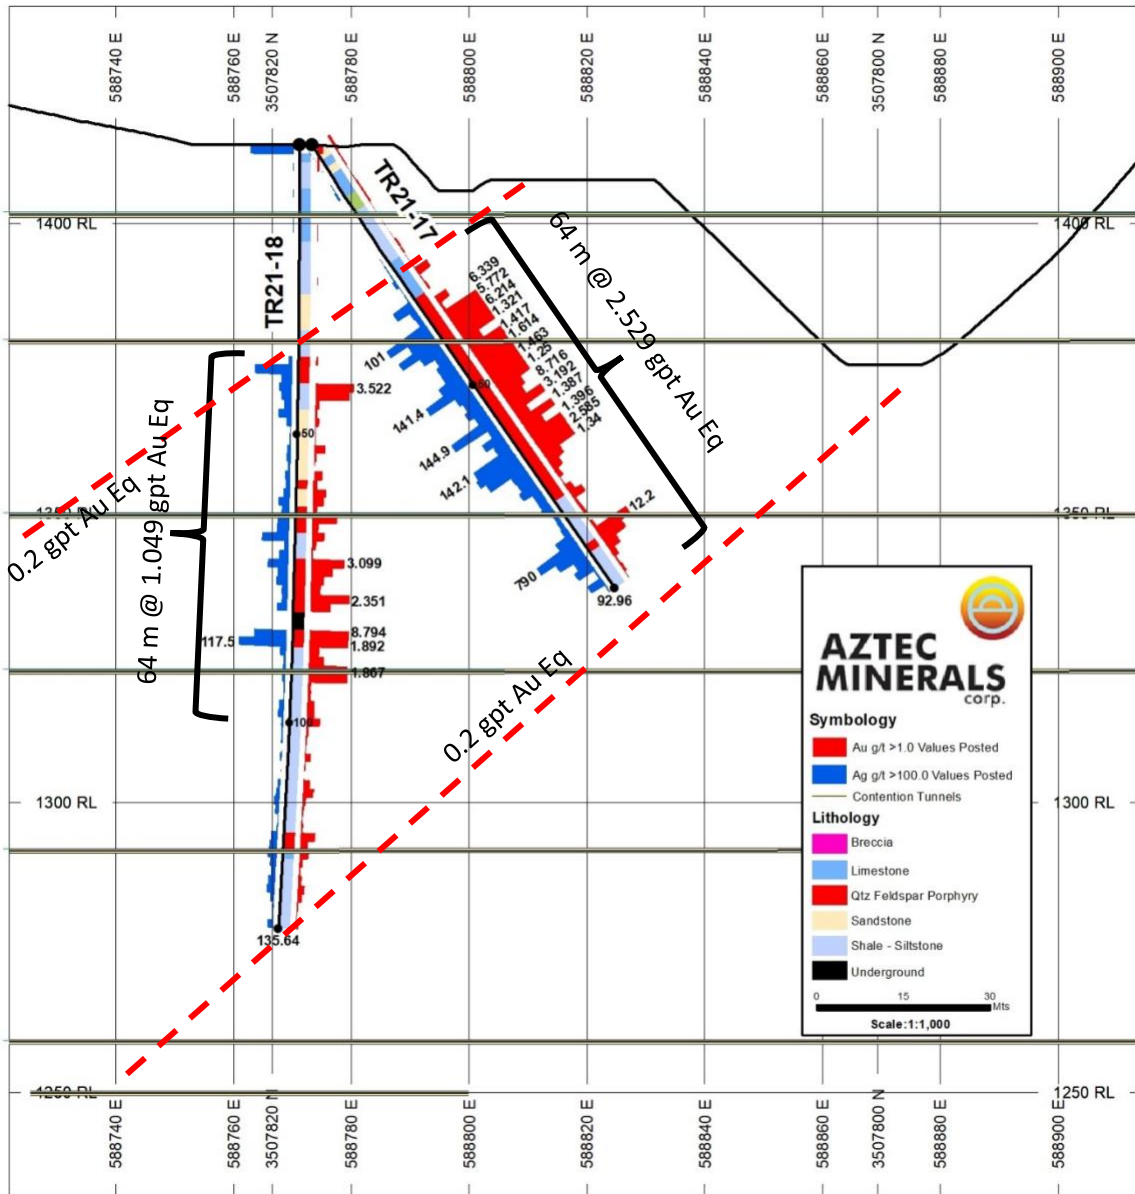 588740 E
588760 E
3507820 N
588780 E
588800 E
588820 E
588840 E
588860 E
3507800 N
588880 E
588900 E
1400 RL
1400 RL
TR21-18
TR21-17
64 m @ 2.529 gpt Au Eq
6.339
5.772
6.214
1.321
1.417
1.614
1.463
1.25
8.716
3.192
1.387
1.396
2.585
1.34
101
141.4
144.9
142.1
50
12.2
790
92.96
3.522
50
3.099
2.351
8.794
1.892
1.867
117.5
100
135.64
64 m @ 1.049 gpt Au Eq
0.2 gpt Au Eq
0.2 gpt Au Eq
1350 RL
1350 RL
1300 RL
1300 RL
1250 RL
1250 RL
AZTEC
MINERALS
corp.
Symbology
Au g/t >1.0 Values Posted
Ag g/t >100.0 Values Posted
Contention Tunnels
Lithology
Breccia
Limestone
Qtz Feldspar Porphyry
Sandstone
Shale - Siltstone
Underground
0 15 30
Mts
Scale:1:1,000
588740 E
588760 E
3507820 N
588780 E
588800 E
588820 E
588840 E
588860 E
3507800 N
588880 E
588900 E